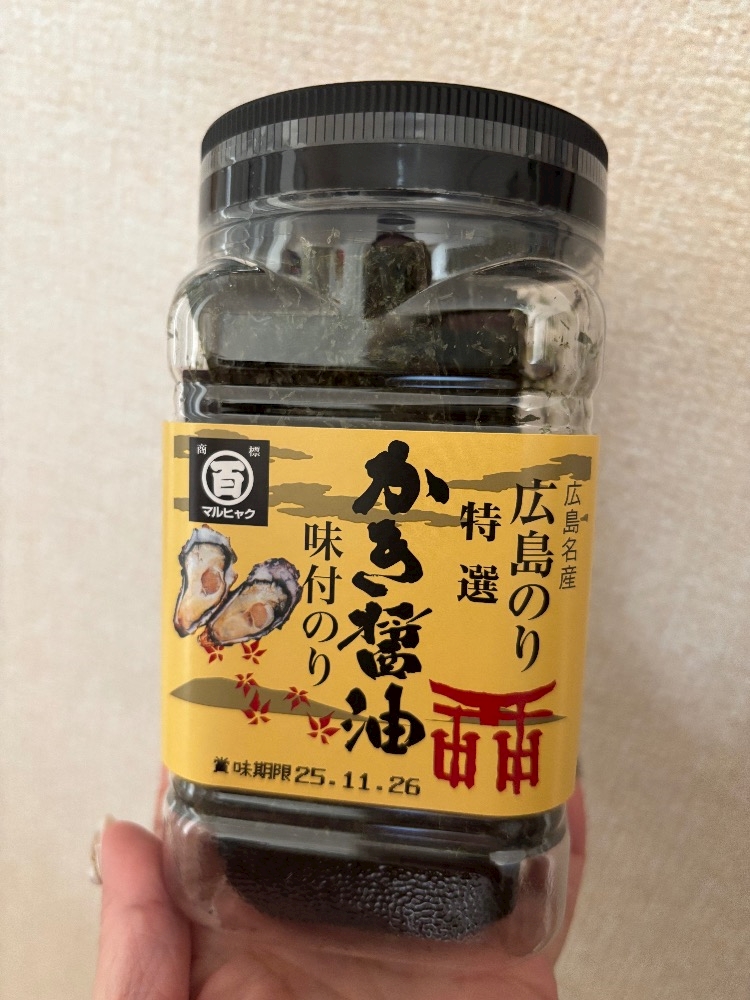 広島名産
広島のり
特選
かき醤油
味付のり
商標
百
マルヒャク
賞味期限25.11.26